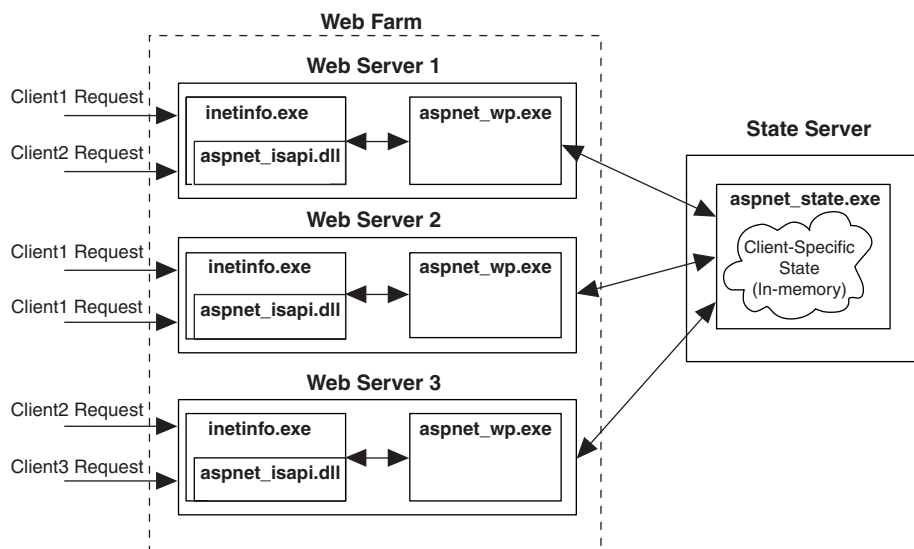 Web Farm
Web Server 1
Client1 Request
Client2 Request
inetinfo.exe
aspnet_isapi.dll
aspnet_wp.exe
Web Server 2
Client1 Request
Client1 Request
inetinfo.exe
aspnet_isapi.dll
aspnet_wp.exe
Web Server 3
Client2 Request
Client3 Request
inetinfo.exe
aspnet_isapi.dll
aspnet_wp.exe
State Server
aspnet_state.exe
Client-Specific
State
(In-memory)